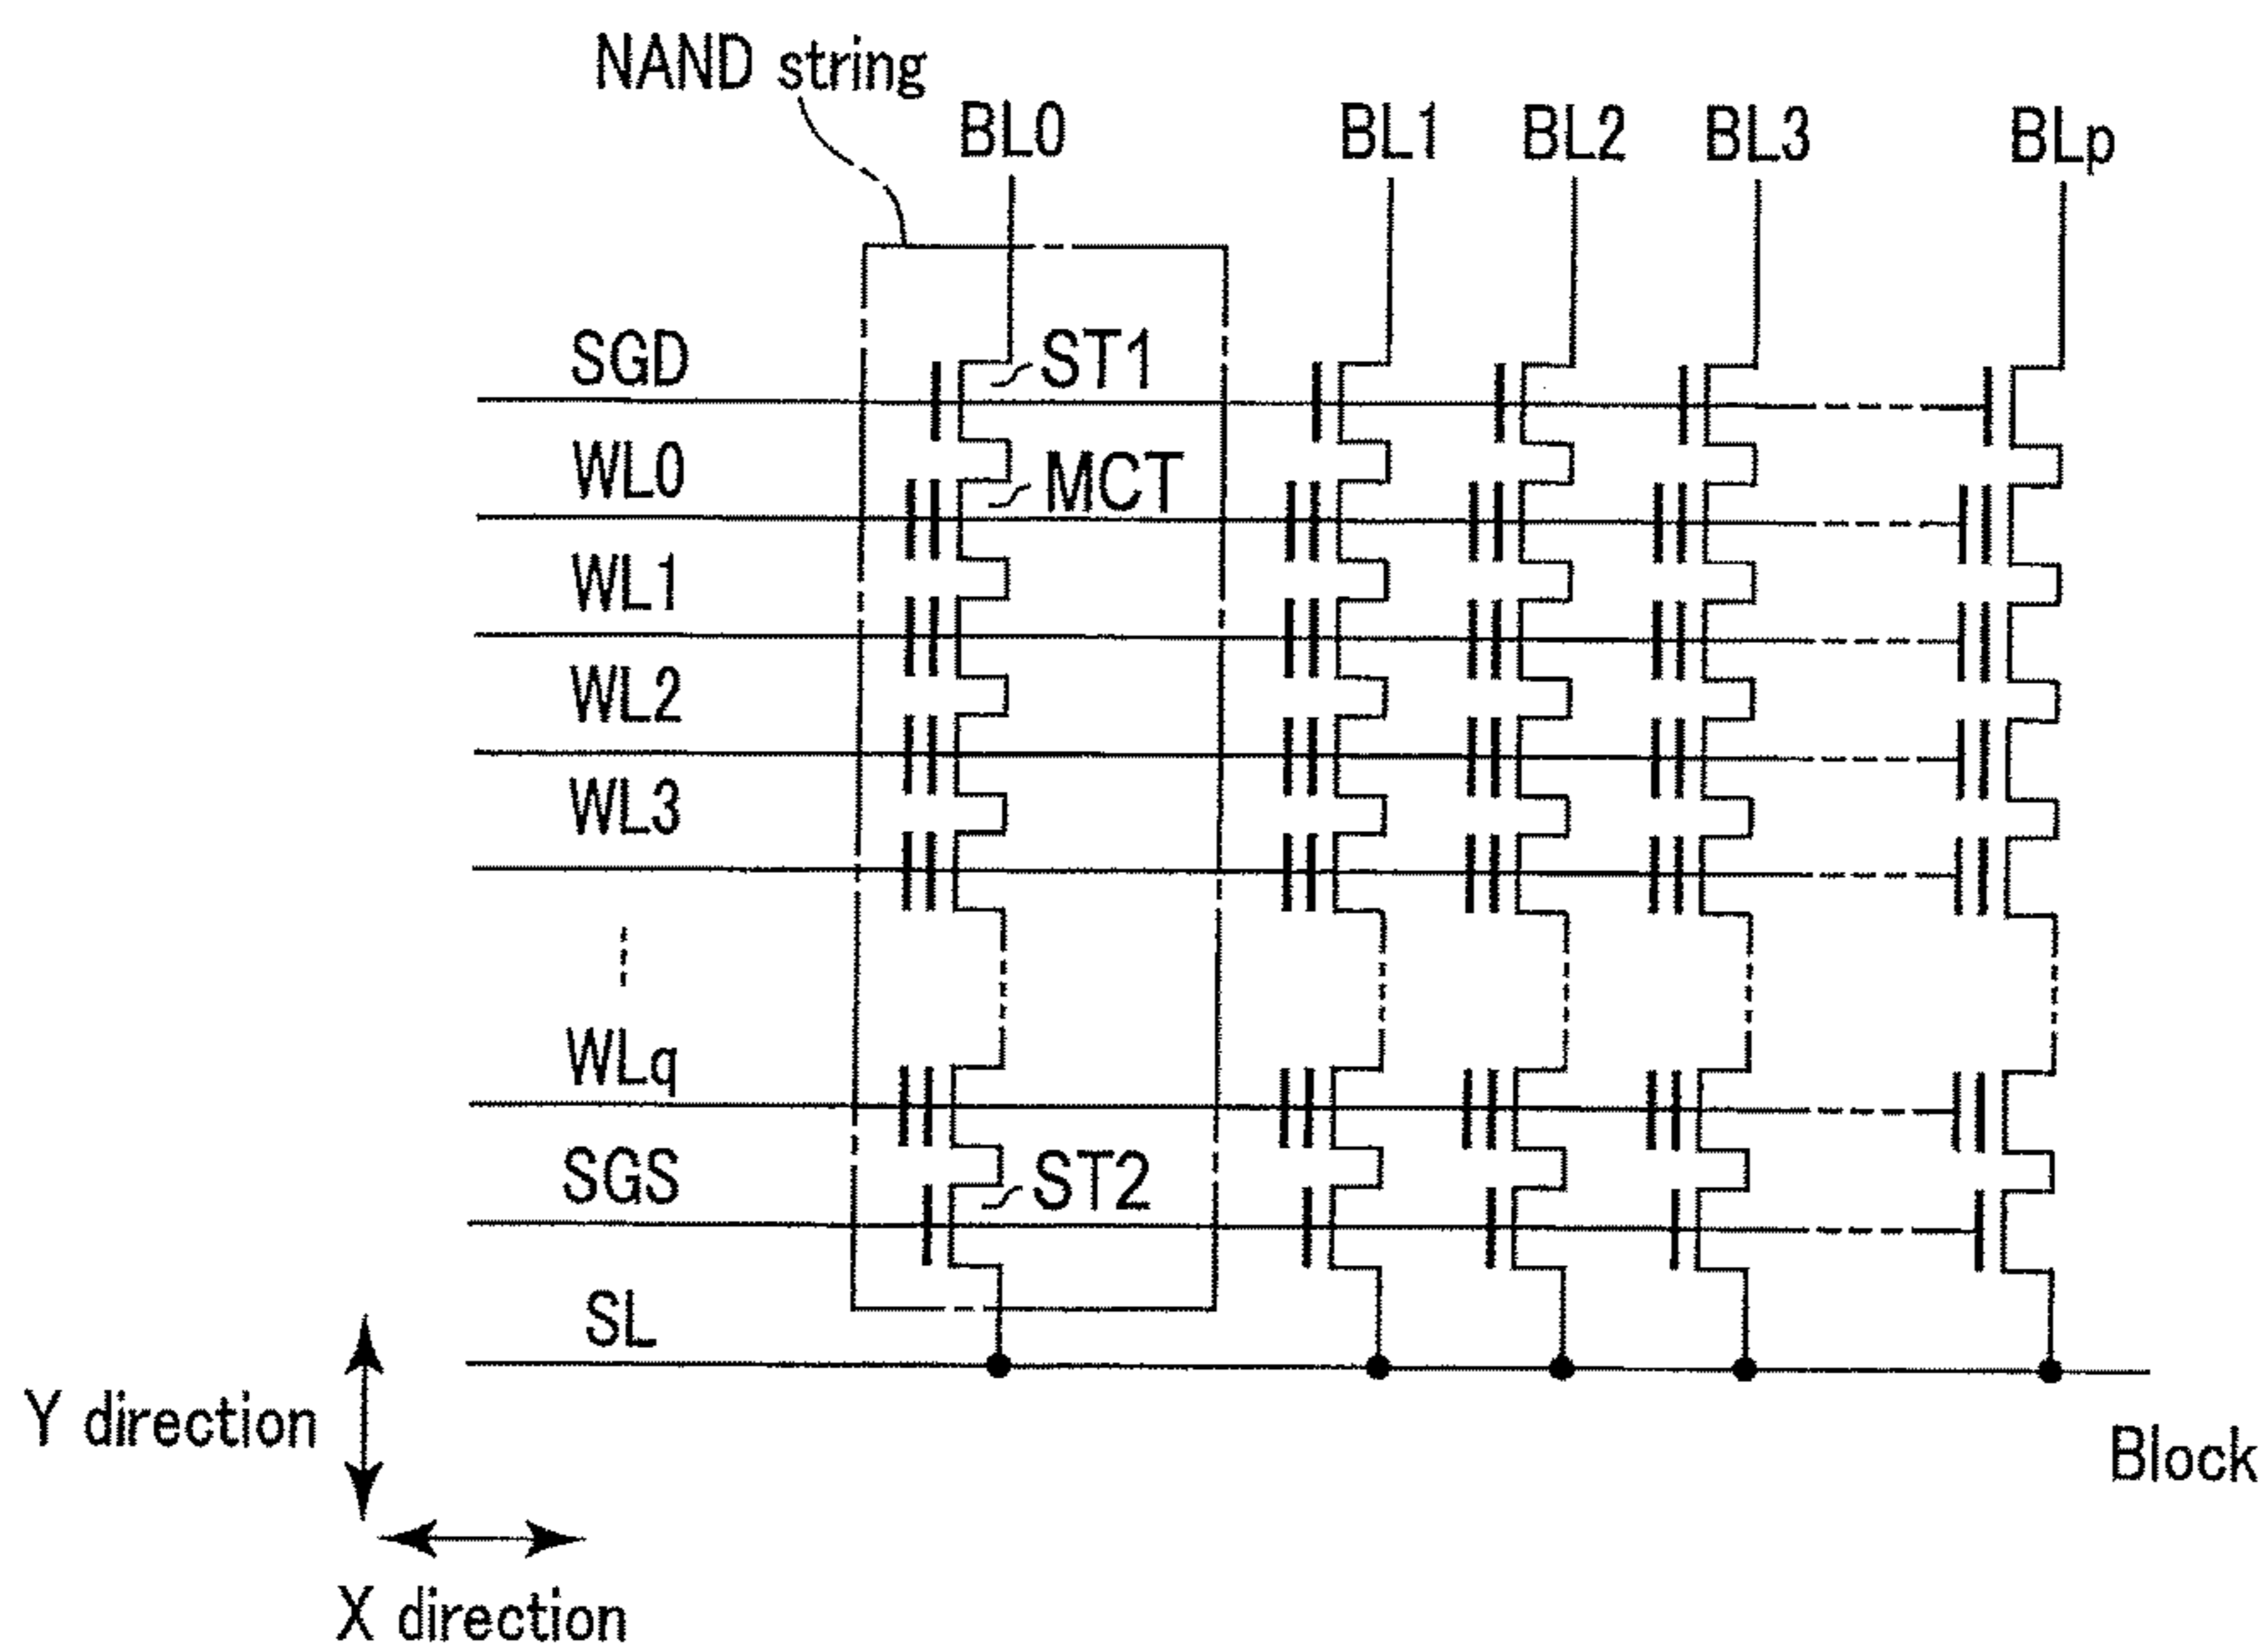 NAND string
BL0 BL1 BL2 BL3 BLp
SGD ST1
WL0 MCT
WL1
WL2
WL3
WLq
SGS ST2
SL
Y direction
Block
X direction